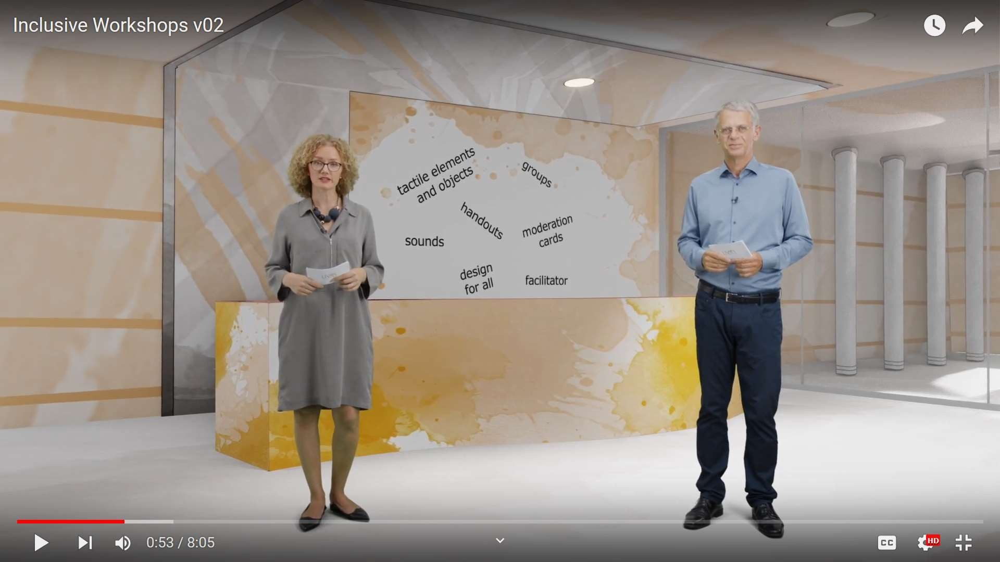 Inclusive Workshops v02
tactile elements
and objects
groups
handouts
moderation
cards
sounds
design
for all
facilitator
0:53 / 8:05
CC
HD